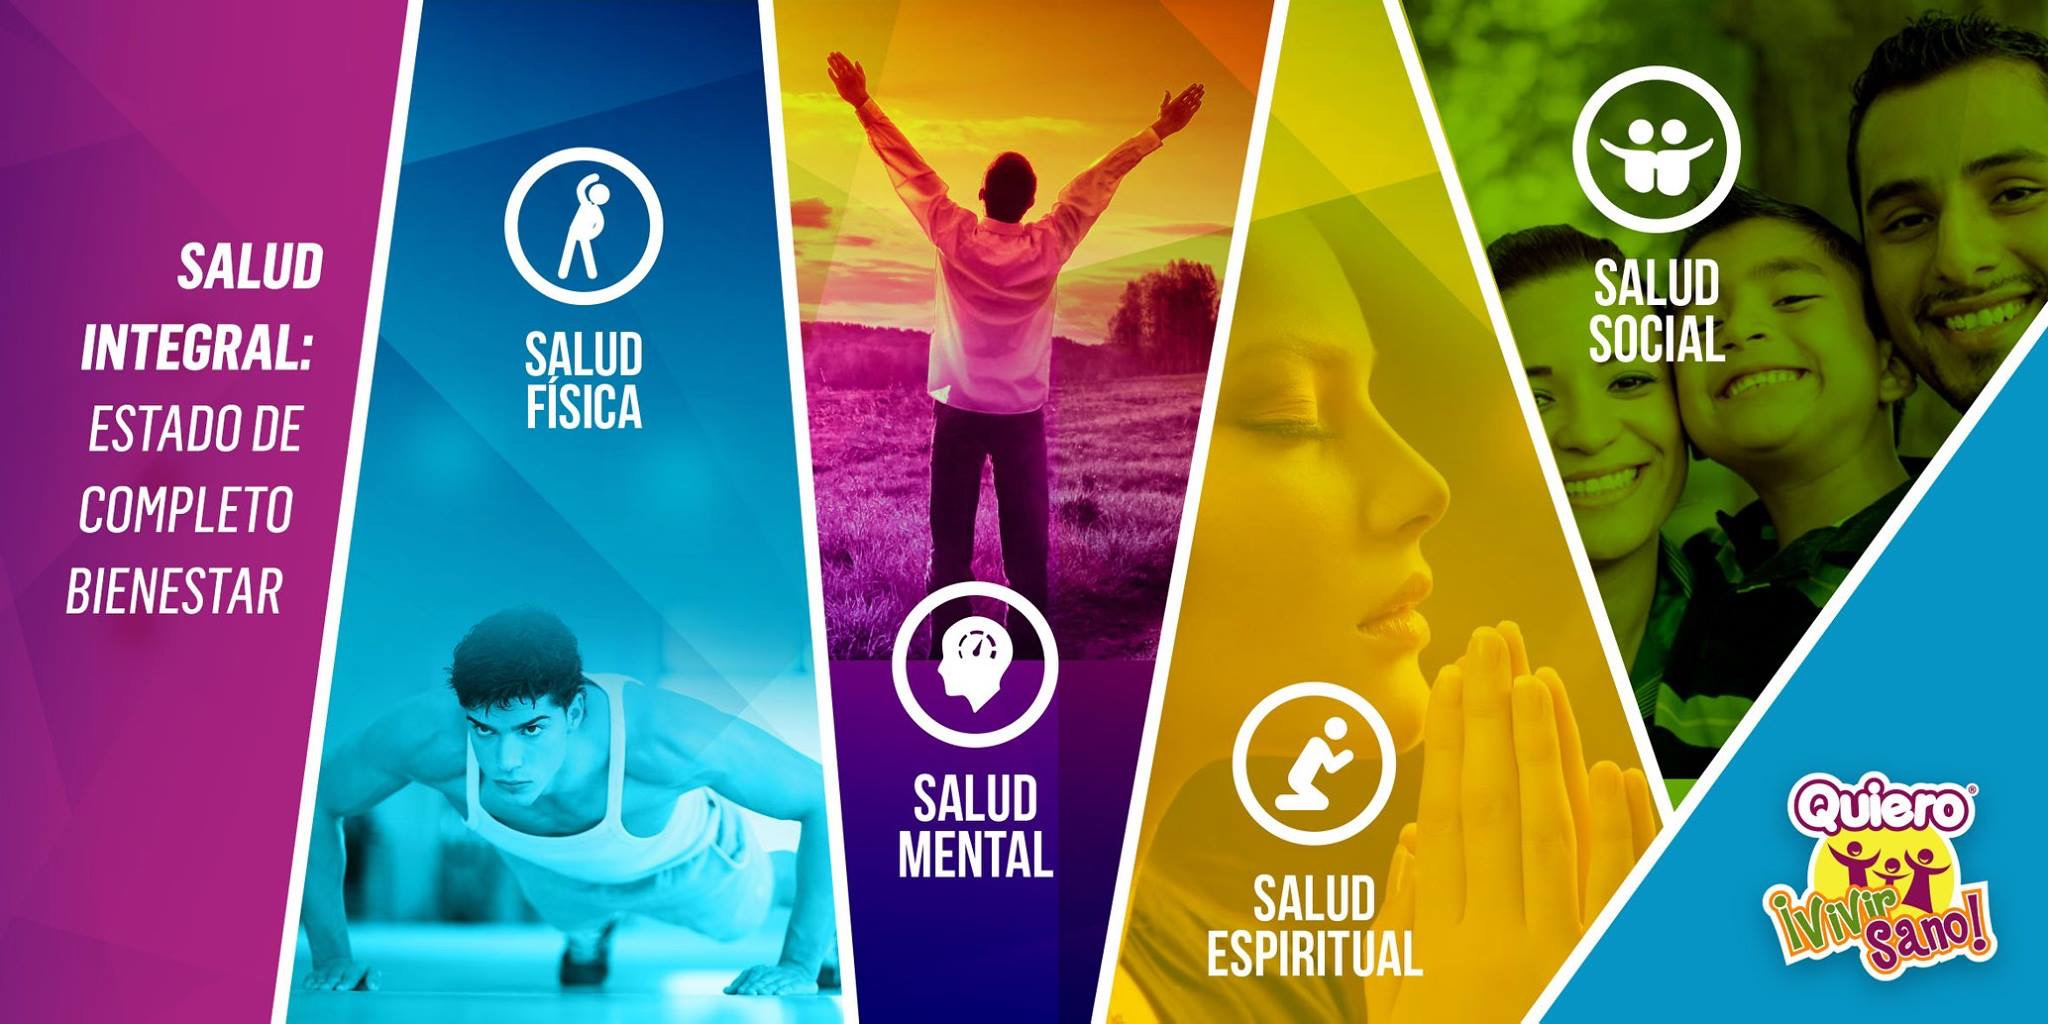 SALUD
INTEGRAL:
ESTADO DE
COMPLETO
BIENESTAR
SALUD
FÍSICA
SALUD
MENTAL
SALUD
ESPIRITUAL
SALUD
SOCIAL
Quiero®
¡Vivir
Sano!